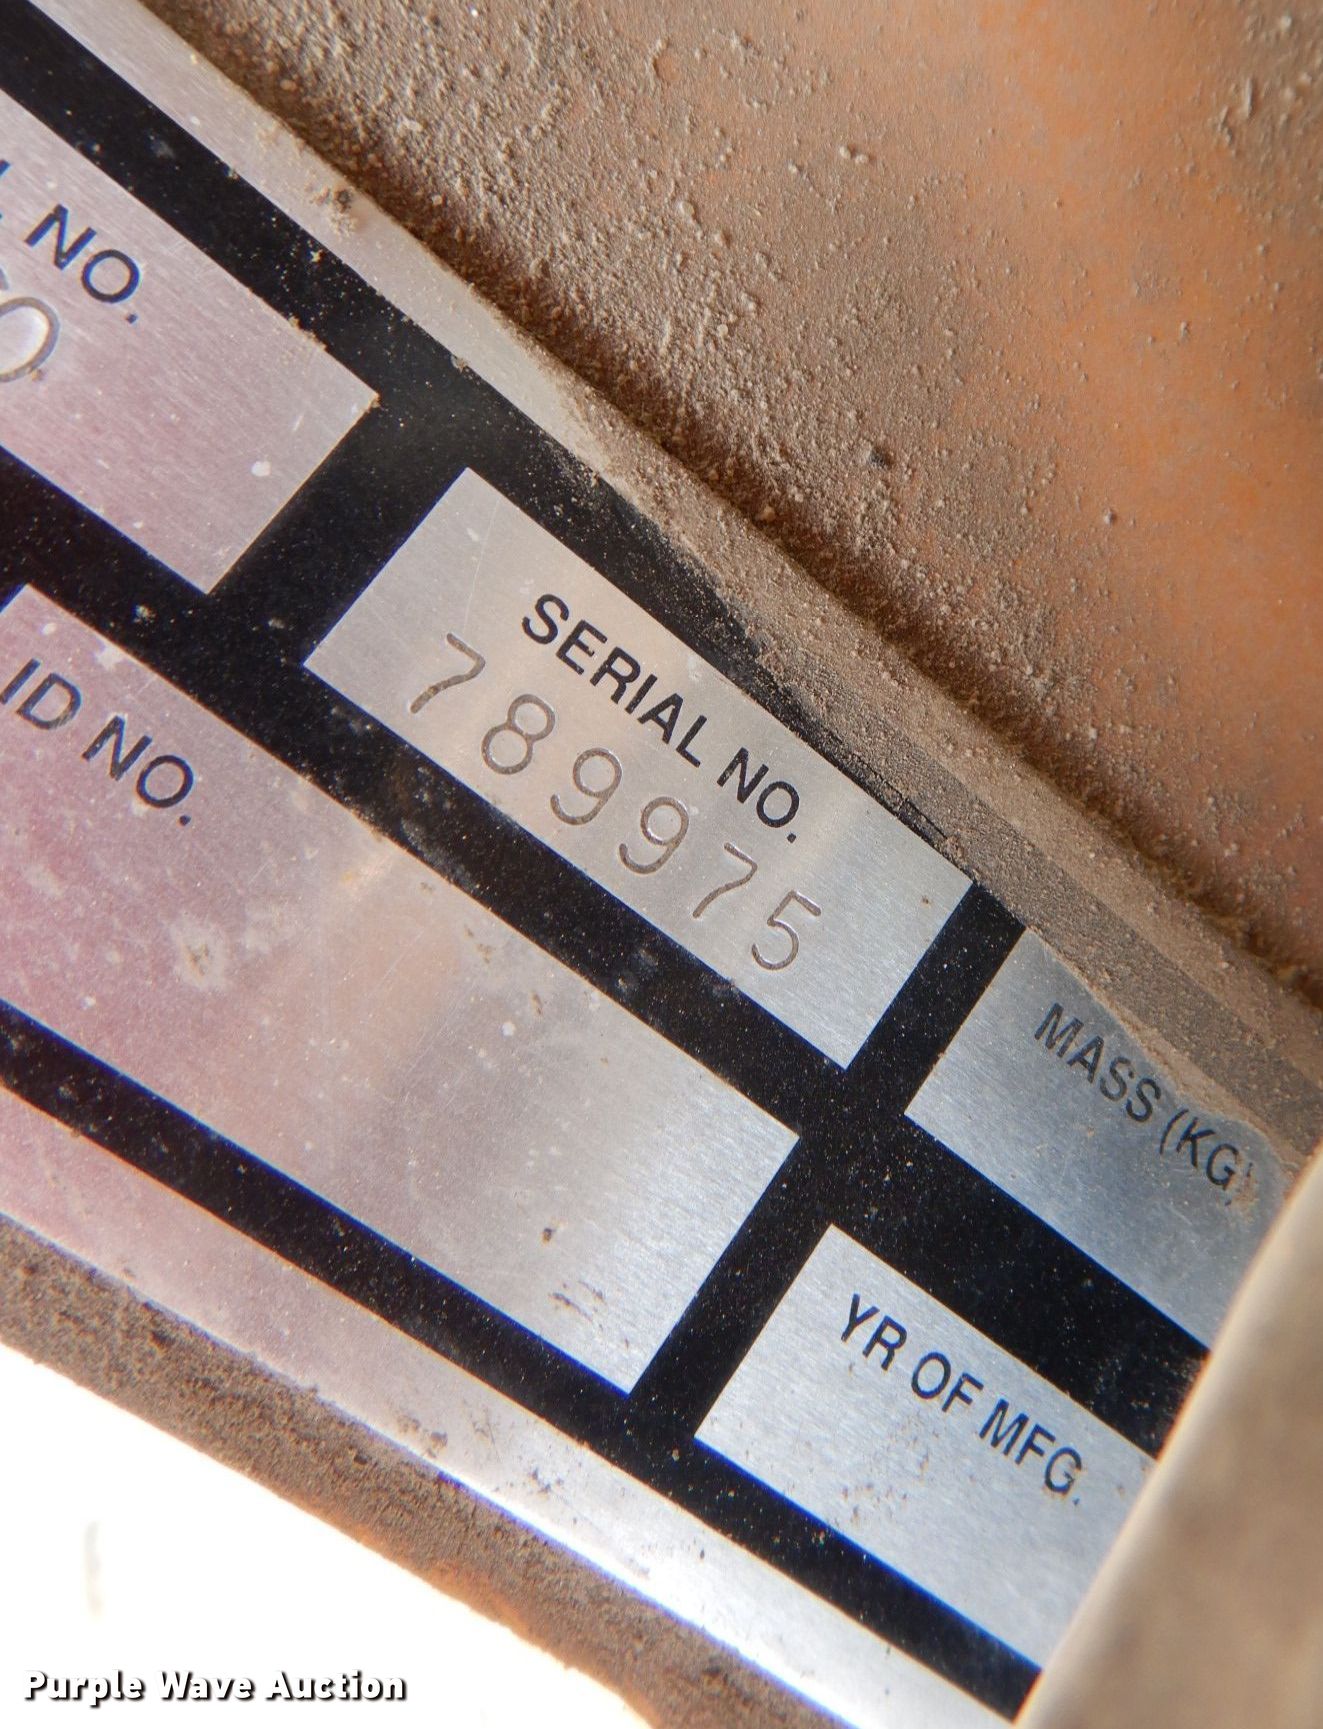 NO.
SERIAL NO.
789975
MASS (KG)
ID NO.
YR OF MFG.
Purple Wave Auction